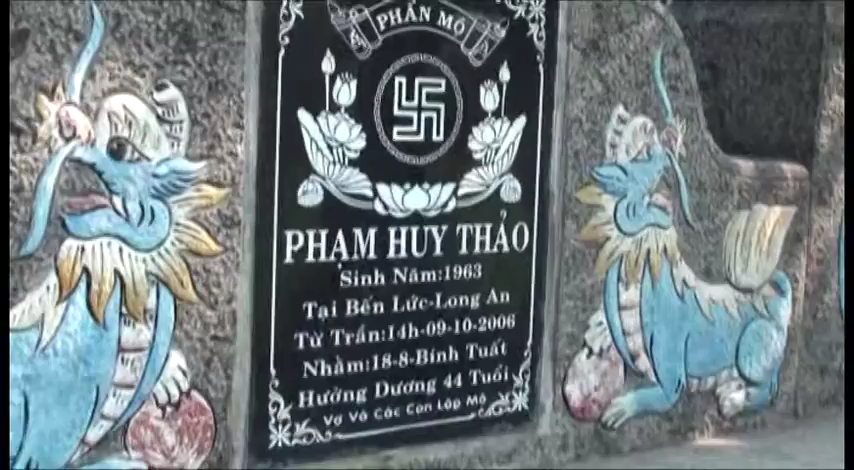 PHẦN MỘ
PHẠM HUY THẢO
Sinh Năm:1963
Tại Bến Lức-Long An
Từ Trần:14h-09-10-2006
Nhằm:18-8-Bính Tuất
Hưởng Dương 44 Tuổi
Vợ Và Các Con Lập Mộ